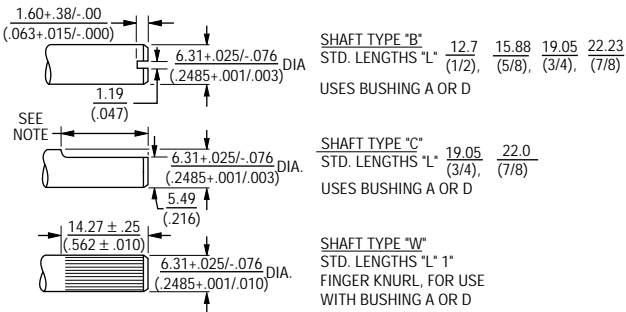 1.60+.38/-.00
(.063+.015/-.000)
6.31+.025/-.076 DIA
(.2485+.001/.003)
1.19
(.047)
SHAFT TYPE "B"
STD. LENGTHS "L" 12.7 15.88 19.05 22.23
(1/2), (5/8), (3/4), (7/8)
USES BUSHING A OR D
SEE
NOTE
6.31+.025/-.076 DIA.
(.2485+.001/.003)
5.49
(.216)
SHAFT TYPE "C"
STD. LENGTHS "L" 19.05 22.0
(3/4), (7/8)
USES BUSHING A OR D
14.27 ± .25
(.562 ± .010)
6.31+.025/-.076 DIA.
(.2485+.001/.010)
SHAFT TYPE "W"
STD. LENGTHS "L" 1"
FINGER KNURL, FOR USE
WITH BUSHING A OR D